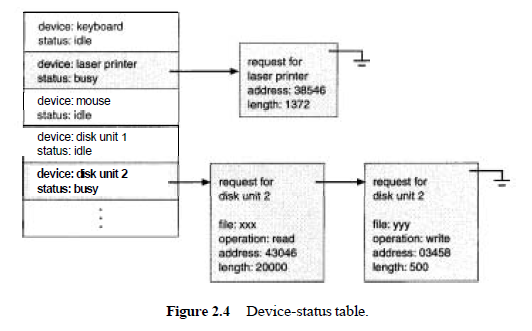 device: keyboard
status: idle
device: laser printer
status: busy
device: mouse
status: idle
device: disk unit 1
status: idle
device: disk unit 2
status: busy
request for
laser printer
address: 38546
length: 1372
request for
disk unit 2
file: xxx
operation: read
address: 43046
length: 20000
request for
disk unit 2
file: yyy
operation: write
address: 03458
length: 500
Figure 2.4 Device-status table.